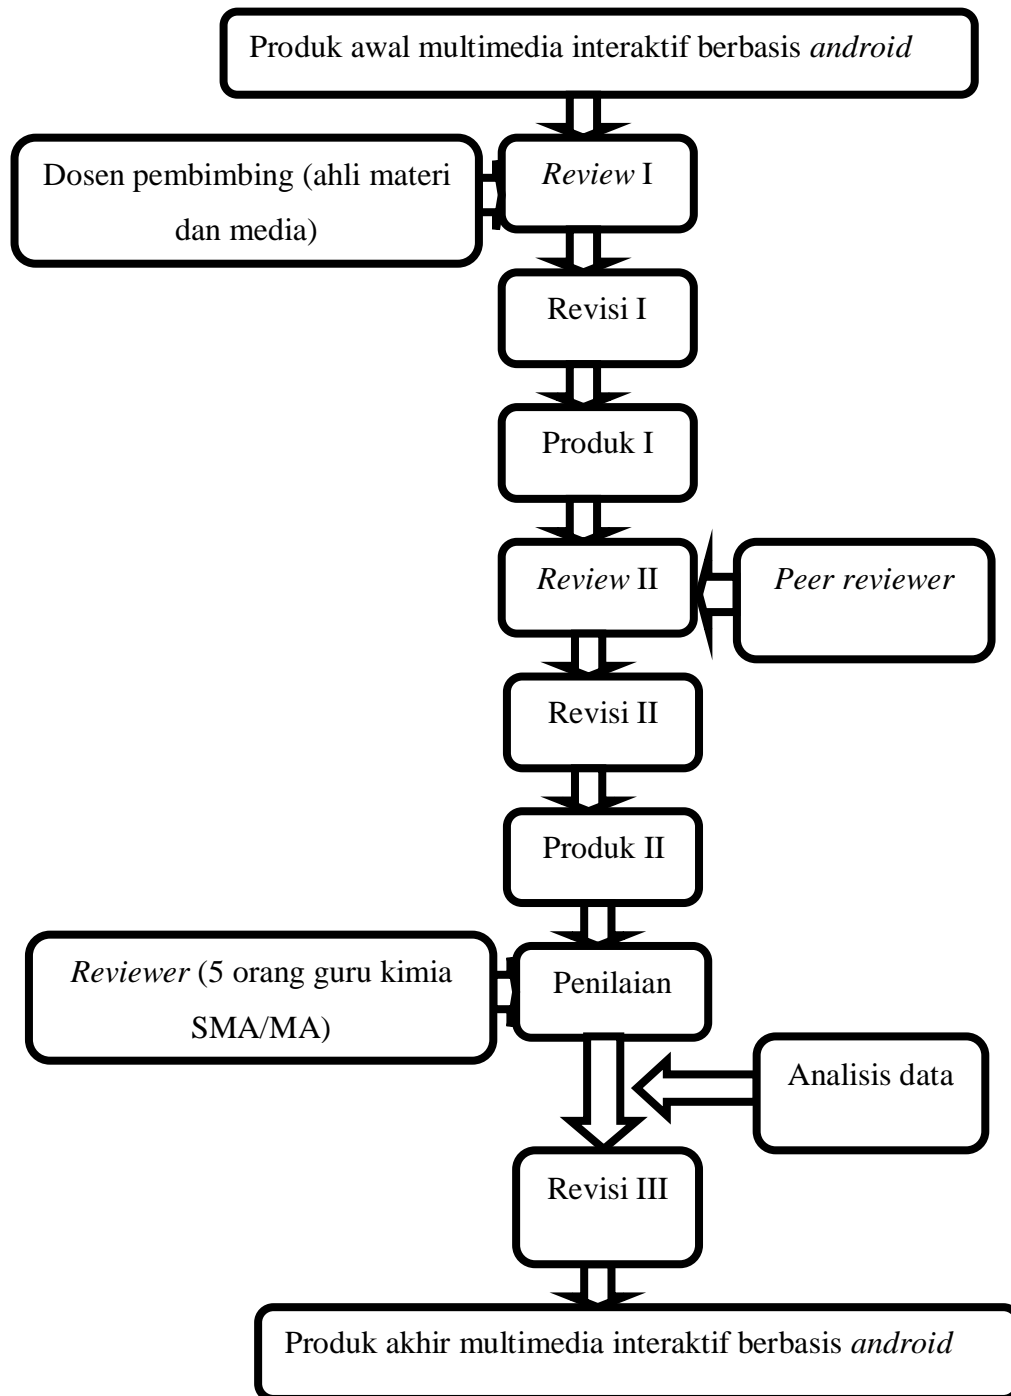 Produk awal multimedia interaktif berbasis android
Dosen pembimbing (ahli materi
dan media)
Review I
Revisi I
Produk I
Review II
Peer reviewer
Revisi II
Produk II
Reviewer (5 orang guru kimia
SMA/MA)
Penilaian
Analisis data
Revisi III
Produk akhir multimedia interaktif berbasis android